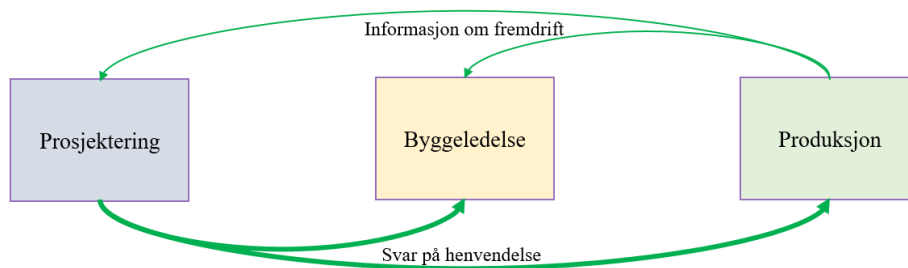 Informasjon om fremdrift
Prosjektering
Byggeledelse
Produksjon
Svar på henvendelse